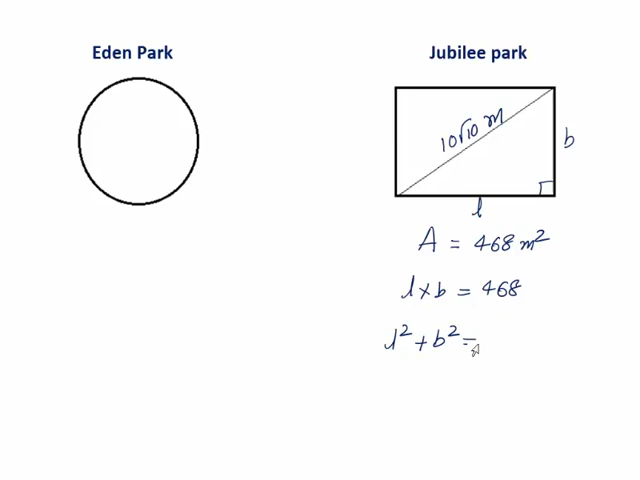 Eden Park
Jubilee park
10√10 m
b
l
A = 468 m²
l × b = 468
l² + b² =